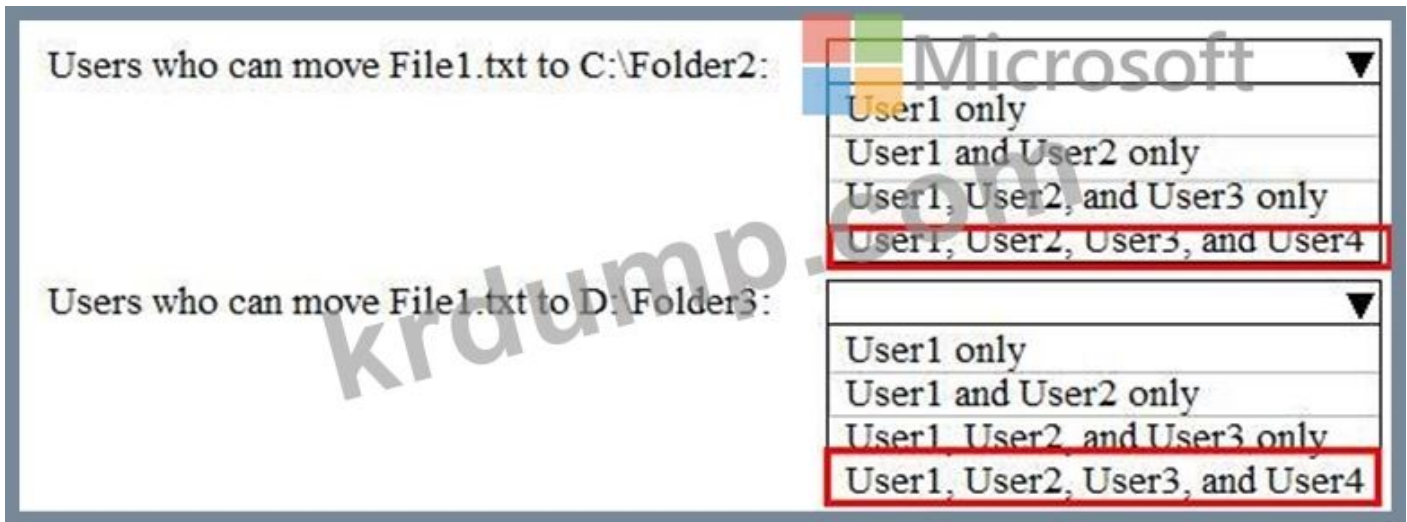 Microsoft
Users who can move File1.txt to C:\Folder2:
User1 only
User1 and User2 only
User1, User2, and User3 only
User1, User2, User3, and User4
krdump.com
Users who can move File1.txt to D:\Folder3:
User1 only
User1 and User2 only
User1, User2, and User3 only
User1, User2, User3, and User4